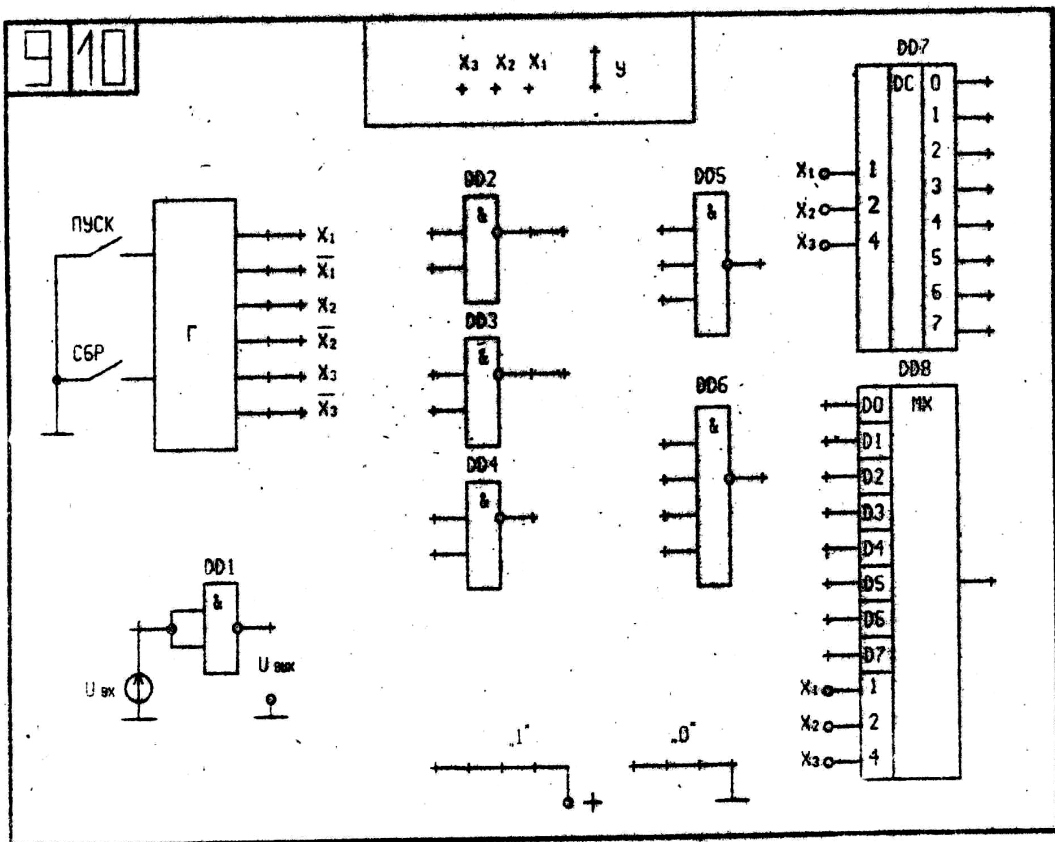 9 10
X₃ X₂ X₁ У
ПУСК
СБР
Г
X₁
X̅₁
X₂
X̅₂
X₃
X̅₃
DD1
&
U вх
U вых
DD2
&
DD3
&
DD4
&
DD5
&
DD6
&
„1"
+
„0"
DD7
DC
X₁ 1
X₂ 2
X₃ 4
0
1
2
3
4
5
6
7
DD8
MX
D0
D1
D2
D3
D4
D5
D6
D7
X₁ 1
X₂ 2
X₃ 4